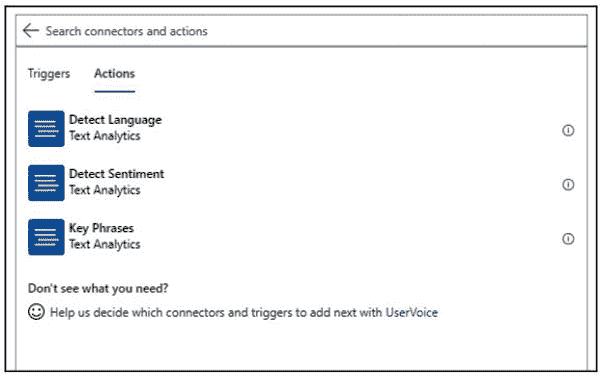 Search connectors and actions
Triggers Actions
Detect Language
Text Analytics
Detect Sentiment
Text Analytics
Key Phrases
Text Analytics
Don't see what you need?
Help us decide which connectors and triggers to add next with UserVoice